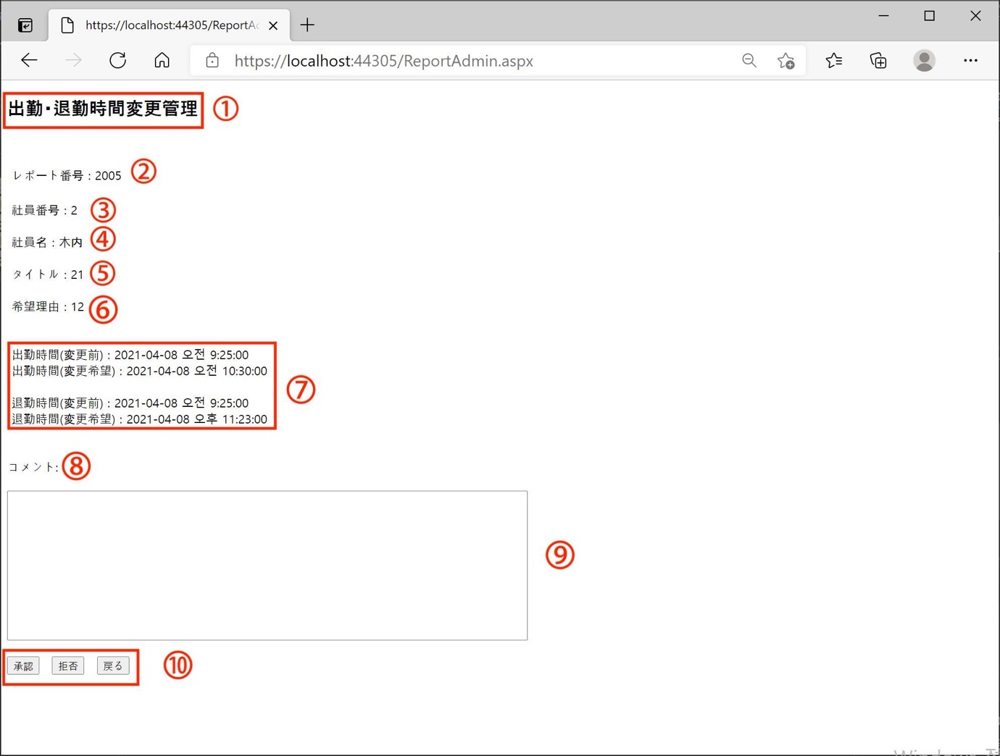 https://localhost:44305/ReportAc
https://localhost:44305/ReportAdmin.aspx
出勤・退勤時間変更管理 ①
レポート番号 : 2005 ②
社員番号 : 2 ③
社員名 : 木内 ④
タイトル : 21 ⑤
希望理由 : 12 ⑥
出勤時間(変更前) : 2021-04-08 오전 9:25:00
出勤時間(変更希望) : 2021-04-08 오전 10:30:00
⑦
退勤時間(変更前) : 2021-04-08 오전 9:25:00
退勤時間(変更希望) : 2021-04-08 오후 11:23:00
コメント: ⑧
⑨
承認 拒否 戻る ⑩